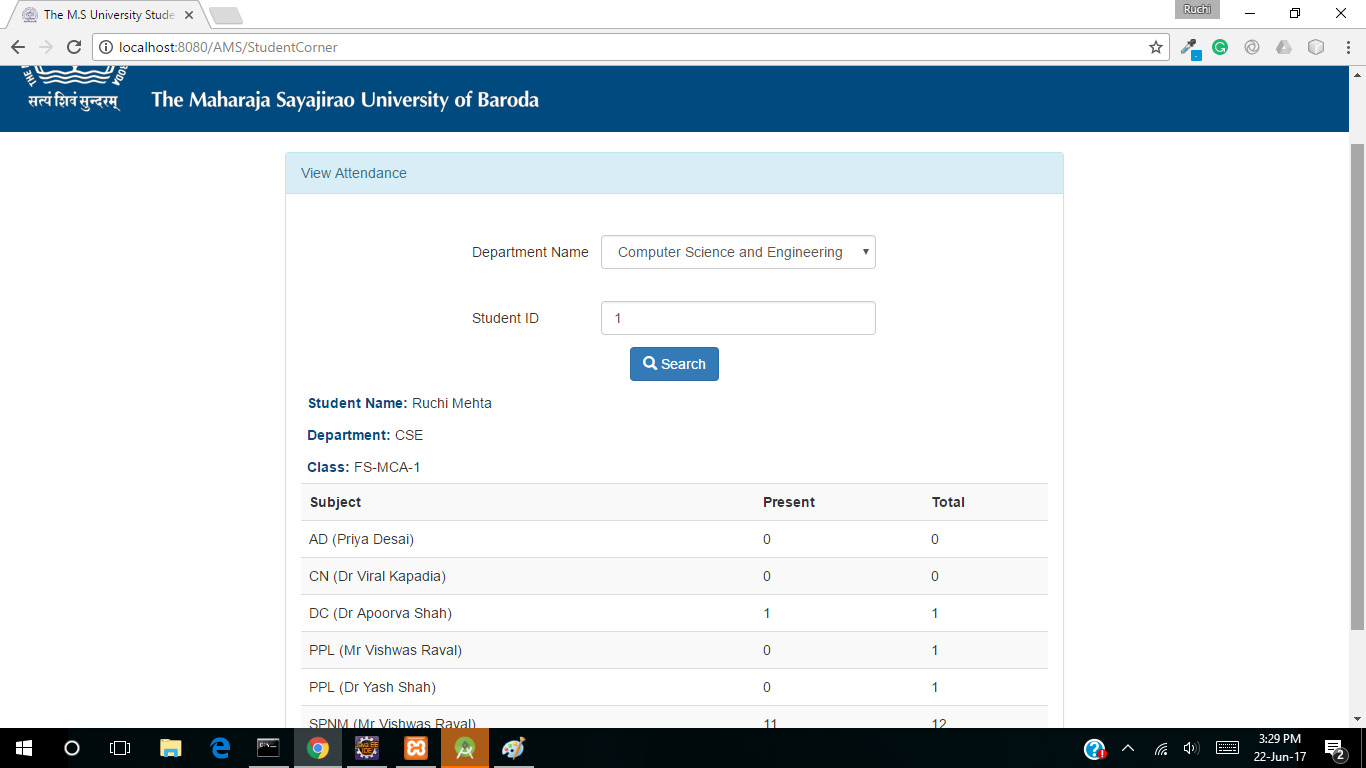 The M.S University Stude
Ruchi
localhost:8080/AMS/StudentCorner
सत्यं शिवं सुन्दरम्
The Maharaja Sayajirao University of Baroda
View Attendance
Department Name Computer Science and Engineering
Student ID 1
Search
Student Name: Ruchi Mehta
Department: CSE
Class: FS-MCA-1
Subject Present Total
AD (Priya Desai) 0 0
CN (Dr Viral Kapadia) 0 0
DC (Dr Apoorva Shah) 1 1
PPL (Mr Vishwas Raval) 0 1
PPL (Dr Yash Shah) 0 1
SPNM (Mr Vishwas Raval) 11 12
3:29 PM
22-Jun-17
2